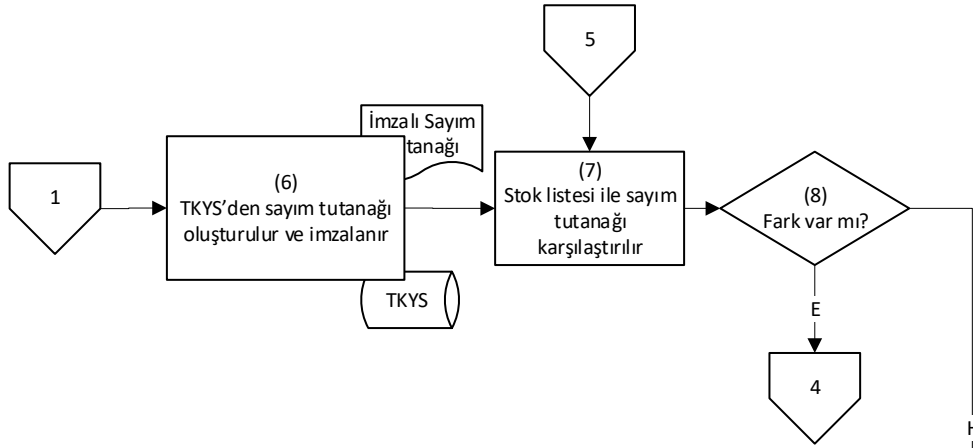 5
İmzalı Sayım
utanağı
1
(6)
TKYS’den sayım tutanağı
oluşturulur ve imzalanır
TKYS
(7)
Stok listesi ile sayım
tutanağı
karşılaştırılır
(8)
Fark var mı?
E
4
H